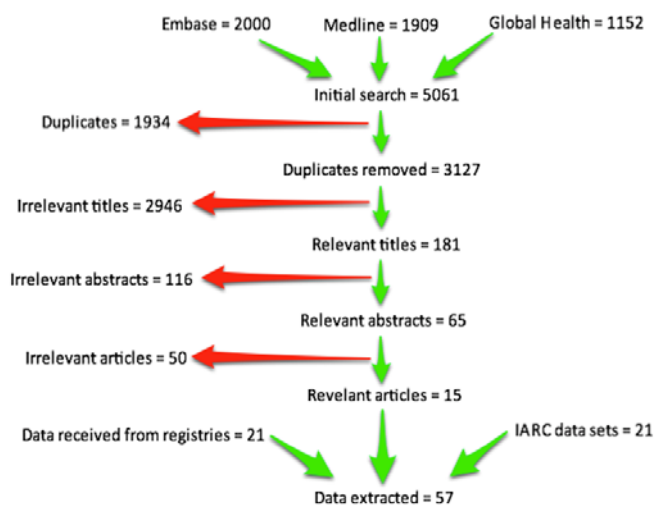 Embase = 2000
Medline = 1909
Global Health = 1152
Initial search = 5061
Duplicates = 1934
Duplicates removed = 3127
Irrelevant titles = 2946
Relevant titles = 181
Irrelevant abstracts = 116
Relevant abstracts = 65
Irrelevant articles = 50
Revelant articles = 15
Data received from registries = 21
IARC data sets = 21
Data extracted = 57